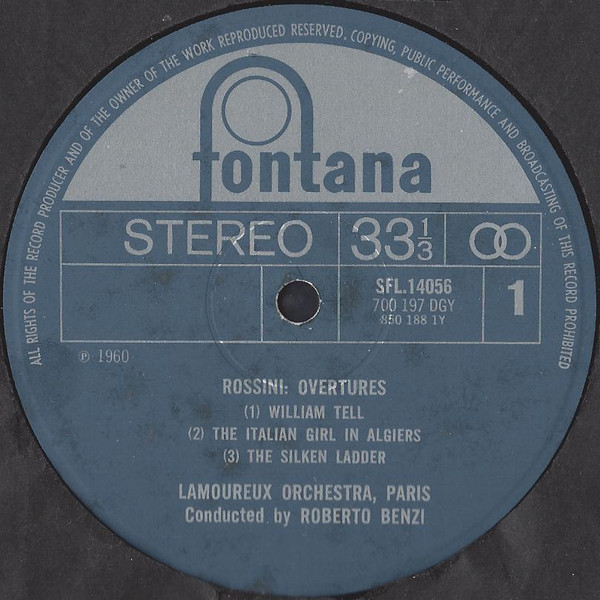 ALL RIGHTS OF THE RECORD PRODUCER AND OF THE OWNER OF THE WORK REPRODUCED RESERVED. COPYING, PUBLIC PERFORMANCE AND BROADCASTING OF THIS RECORD PROHIBITED
fontana
STEREO 33⅓
SFL.14056
700 197 DGY
850 188 1Y
1
℗ 1960
ROSSINI: OVERTURES
(1) WILLIAM TELL
(2) THE ITALIAN GIRL IN ALGIERS
(3) THE SILKEN LADDER
LAMOUREUX ORCHESTRA, PARIS
Conducted by ROBERTO BENZI